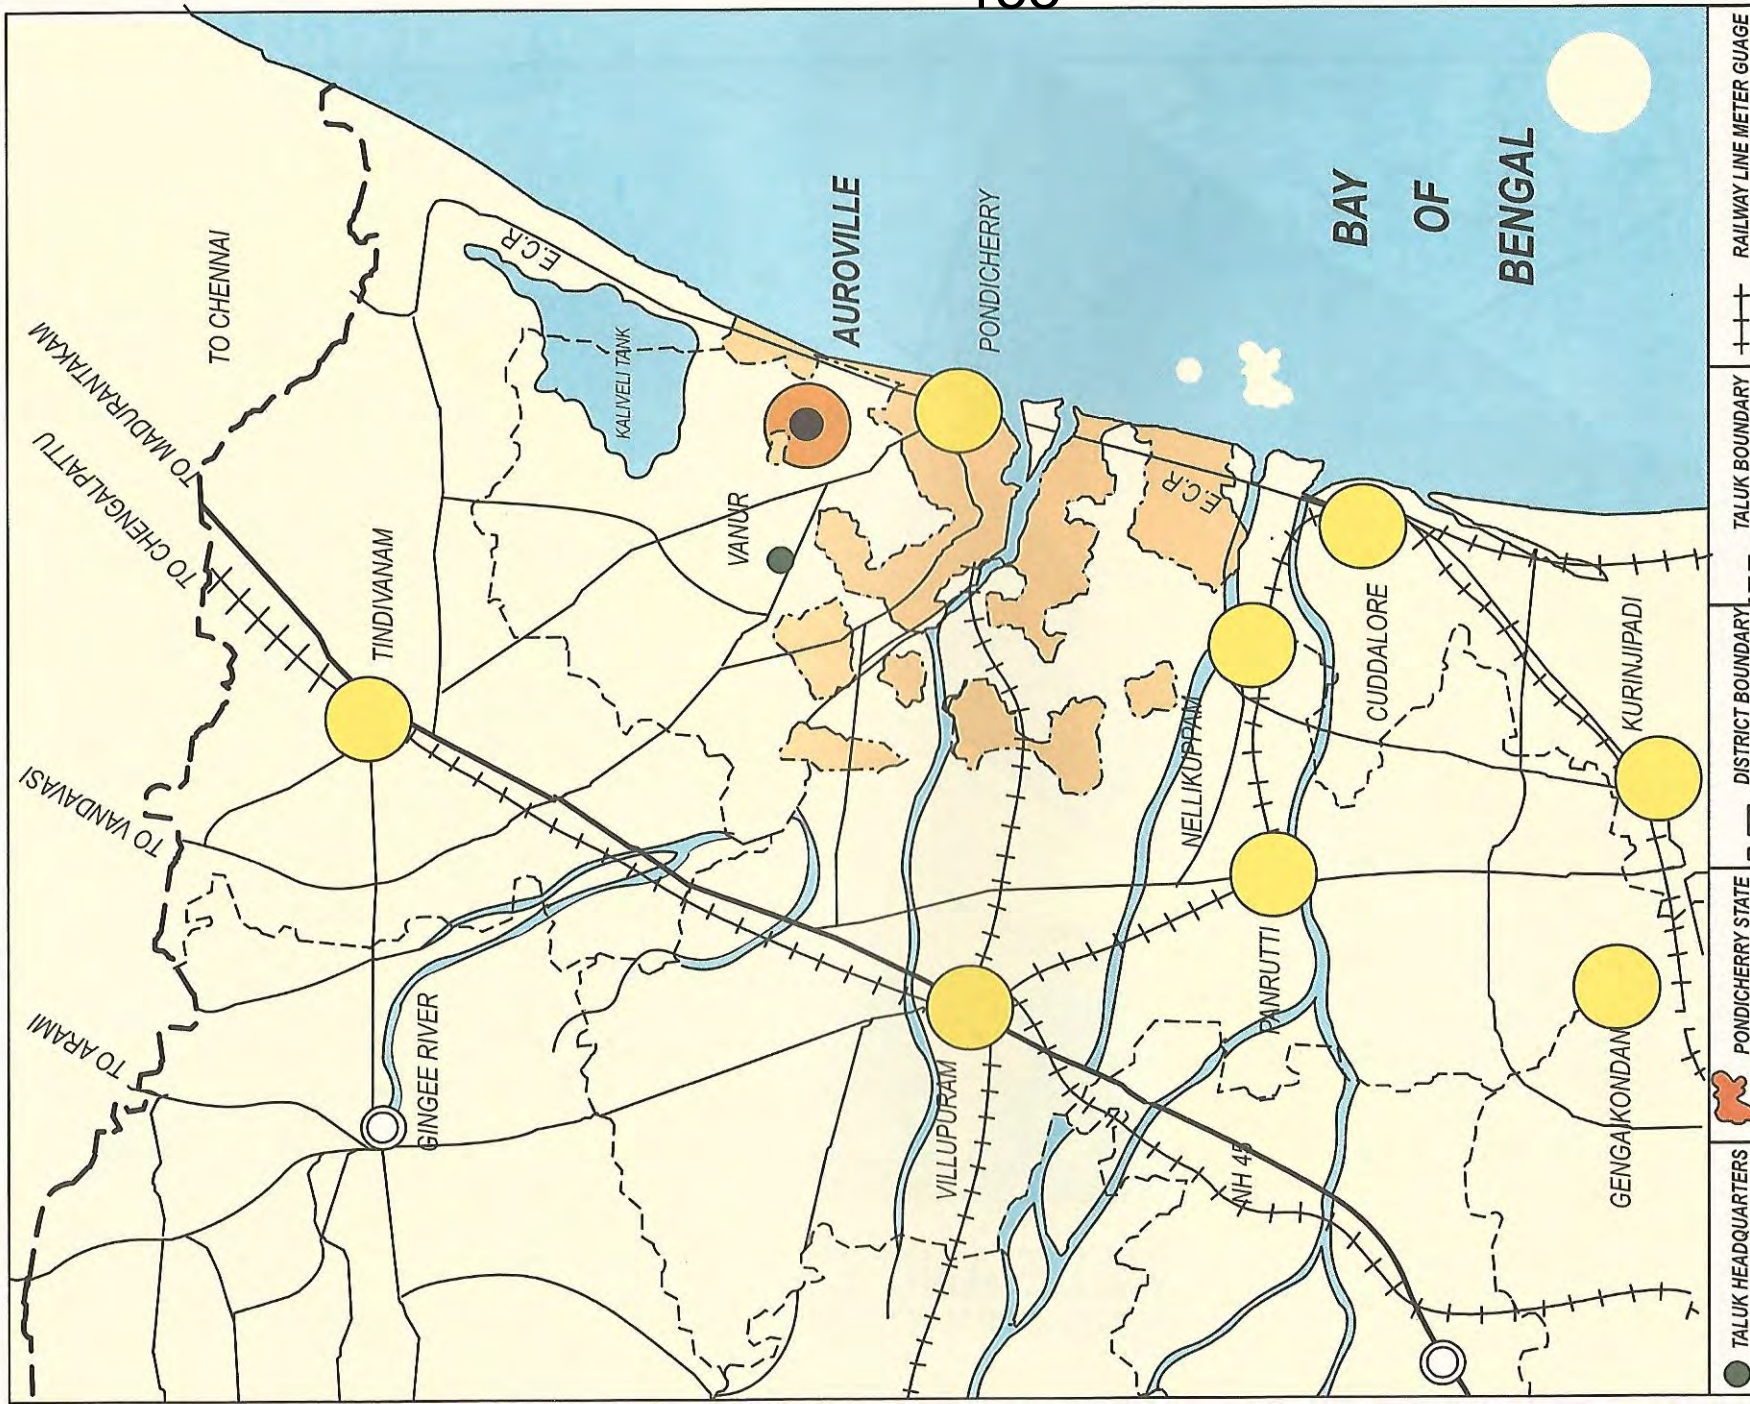 TO CHENNAI
TO MADURANTAKAM
TO CHENGALPATTU
TO VANDAVASI
TO ARAMI
E.C.R
KALIVELI TANK
TINDIVANAM
VANUR
AUROVILLE
PONDICHERRY
BAY
OF
BENGAL
E.C.R
GINGEE RIVER
VILLUPURAM
NELLIKUPPAM
CUDDALORE
KURINJIPADI
PANRUTTI
NH 45
GENGAIKONDAN
TALUK HEADQUARTERS
PONDICHERRY STATE
DISTRICT BOUNDARY
TALUK BOUNDARY
RAILWAY LINE METER GUAGE